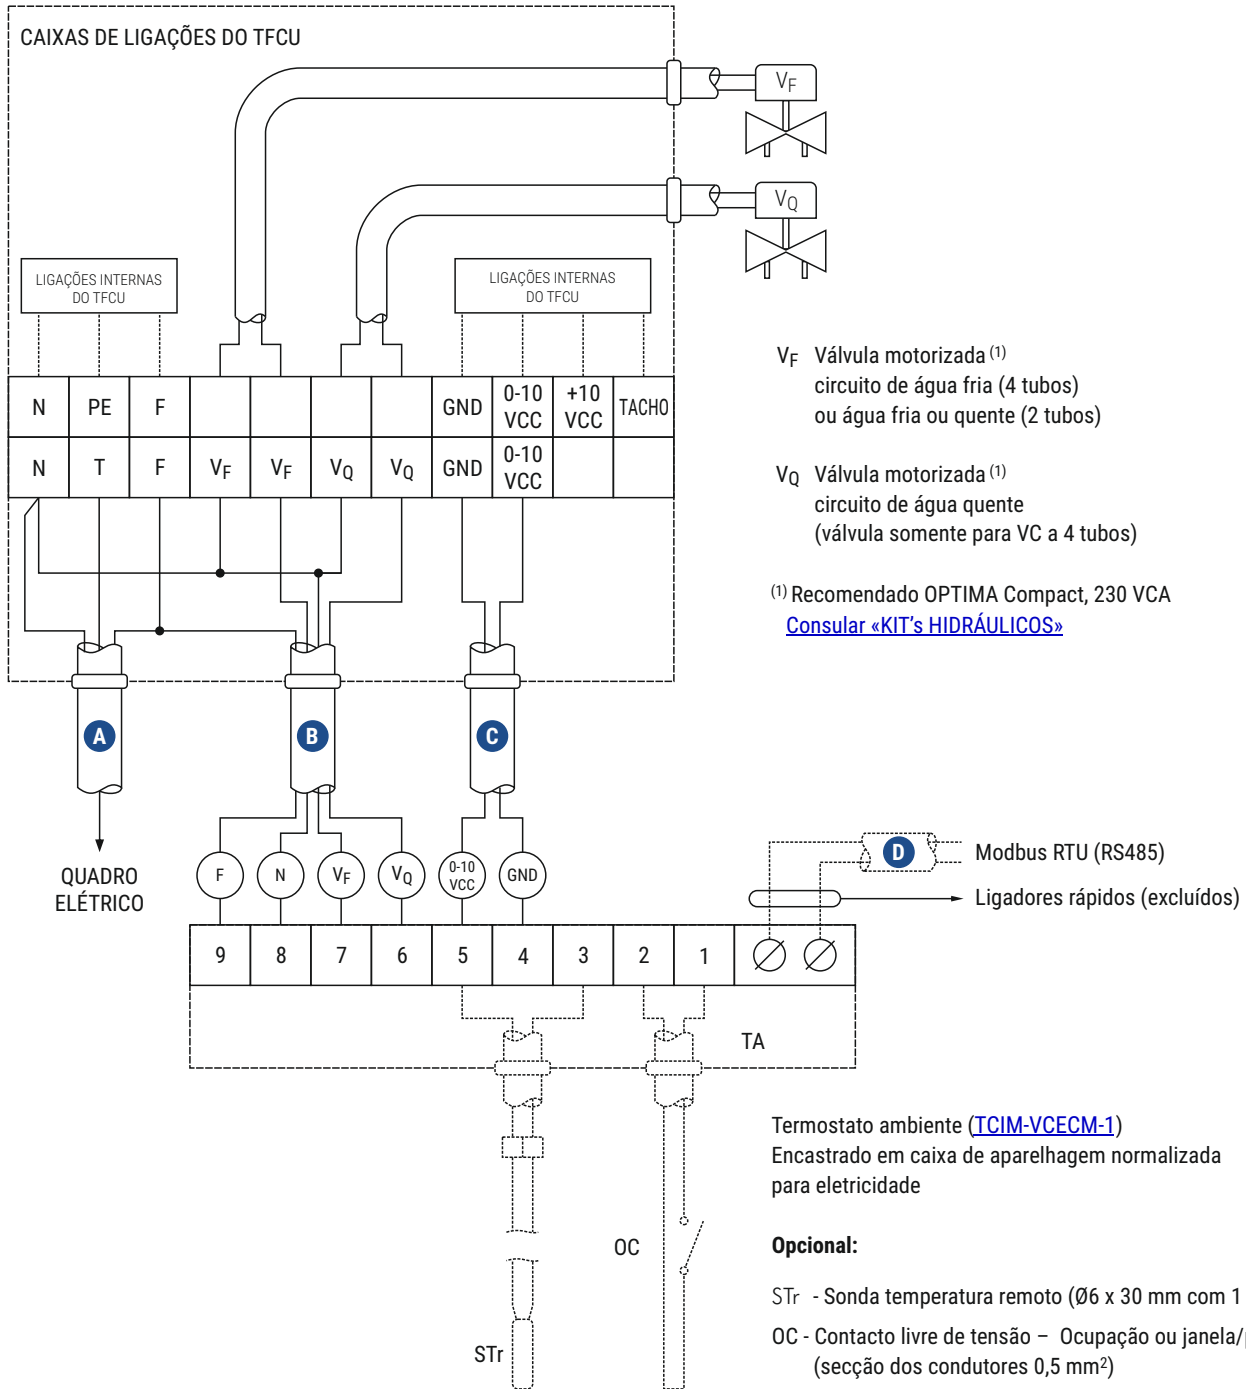 CAIXAS DE LIGAÇÕES DO TFCU
VF
VQ
LIGAÇÕES INTERNAS
DO TFCU
LIGAÇÕES INTERNAS
DO TFCU
N PE F GND 0-10 VCC +10 VCC TACHO
N T F VF VF VQ VQ GND 0-10 VCC
VF Válvula motorizada (1)
circuito de água fria (4 tubos)
ou água fria ou quente (2 tubos)
VQ Válvula motorizada (1)
circuito de água quente
(válvula somente para VC a 4 tubos)
(1) Recomendado OPTIMA Compact, 230 VCA
Consular «KIT's HIDRÁULICOS»
A B C
QUADRO
ELÉTRICO
F N VF VQ 0-10 VCC GND
D Modbus RTU (RS485)
Ligadores rápidos (excluídos)
9 8 7 6 5 4 3 2 1
TA
Termostato ambiente (TCIM-VCECM-1)
Encastrado em caixa de aparelhagem normalizada
para eletricidade
OC
Opcional:
STr - Sonda temperatura remoto (Ø6 x 30 mm com 1
OC - Contacto livre de tensão – Ocupação ou janela/
(secção dos condutores 0,5 mm²)
STr